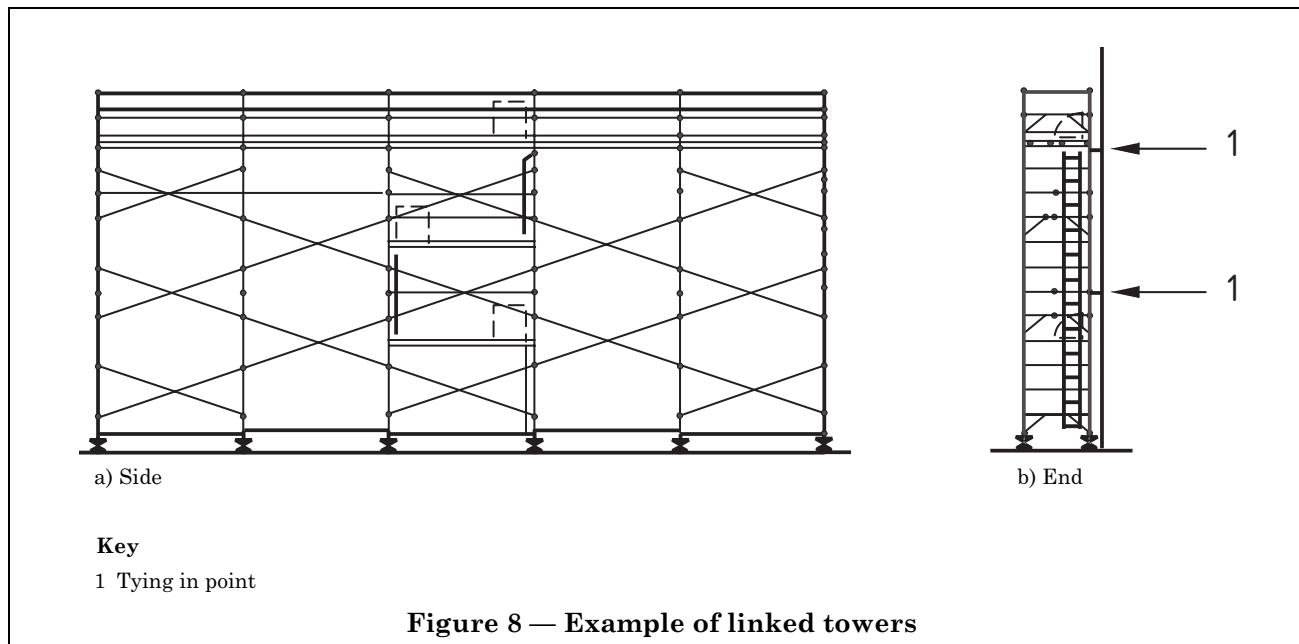 1
1
a) Side
b) End
Key
1 Tying in point
Figure 8 — Example of linked towers